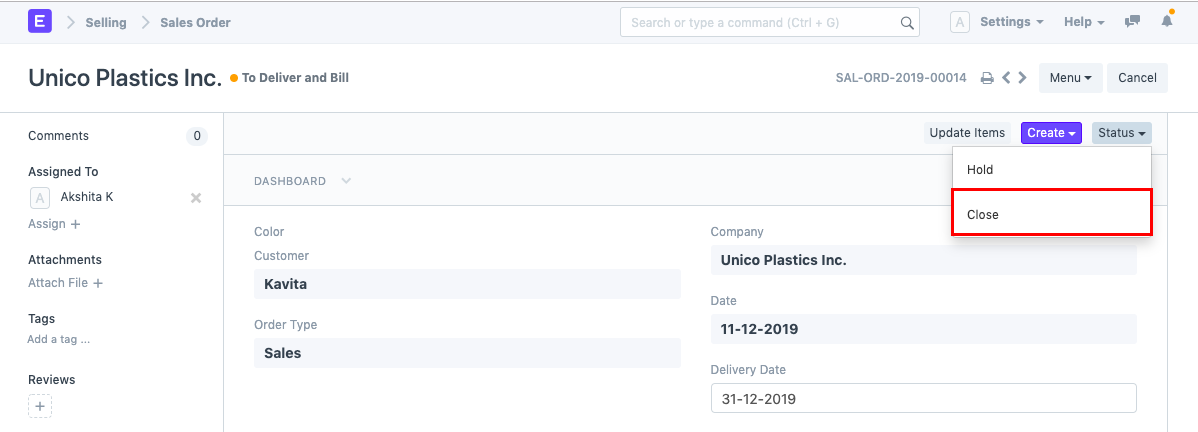 E Selling Sales Order Search or type a command (Ctrl + G) A Settings Help
Unico Plastics Inc. To Deliver and Bill SAL-ORD-2019-00014 Menu Cancel
Comments 0
Update Items Create Status
Hold
Close
Assigned To
A Akshita K
Assign +
Attachments
Attach File +
Tags
Add a tag ...
Reviews
+
DASHBOARD
Color
Customer
Kavita
Order Type
Sales
Company
Unico Plastics Inc.
Date
11-12-2019
Delivery Date
31-12-2019